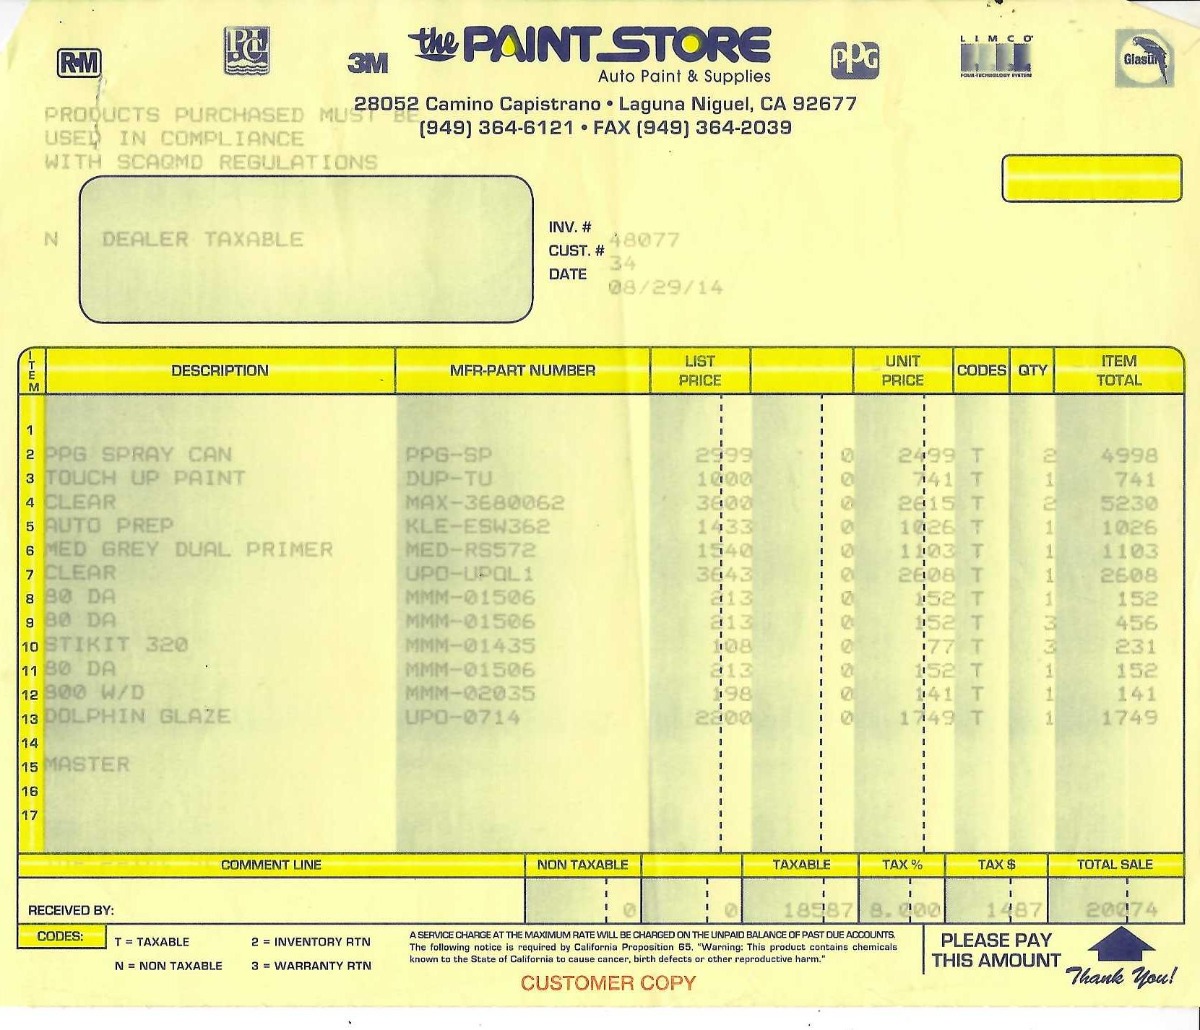 R-M
3M
the PAINT STORE
PPG
LIMCO
Glasurit
Auto Paint & Supplies
28052 Camino Capistrano • Laguna Niguel, CA 92677
(949) 364-6121 • FAX (949) 364-2039
PRODUCTS PURCHASED MUST BE
USED IN COMPLIANCE
WITH SCAQMD REGULATIONS
N DEALER TAXABLE
INV. # 48077
CUST. # 34
DATE 08/29/14
ITEM DESCRIPTION MFR-PART NUMBER LIST PRICE UNIT PRICE CODES QTY ITEM TOTAL
1
2 PPG SPRAY CAN PPG-SP 2999 0 2499 T 2 4998
3 TOUCH UP PAINT DUP-TU 1000 0 741 T 1 741
4 CLEAR MAX-3680062 3600 0 2615 T 2 5230
5 AUTO PREP KLE-ESW362 1433 0 1026 T 1 1026
6 MED GREY DUAL PRIMER MED-RS572 1540 0 1103 T 1 1103
7 CLEAR UPO-UPOL1 3643 0 2608 T 1 2608
8 80 DA MMM-01506 213 0 152 T 1 152
9 80 DA MMM-01506 213 0 152 T 3 456
10 STIKIT 320 MMM-01435 108 0 77 T 3 231
11 80 DA MMM-01506 213 0 152 T 1 152
12 800 W/D MMM-02035 198 0 141 T 1 141
13 DOLPHIN GLAZE UPO-0714 2200 0 1749 T 1 1749
14
15 MASTER
16
17
COMMENT LINE NON TAXABLE TAXABLE TAX % TAX $ TOTAL SALE
RECEIVED BY: 0 0 18587 8.000 1487 20074
CODES: T = TAXABLE 2 = INVENTORY RTN
N = NON TAXABLE 3 = WARRANTY RTN
A SERVICE CHARGE AT THE MAXIMUM RATE WILL BE CHARGED ON THE UNPAID BALANCE OF PAST DUE ACCOUNTS.
The following notice is required by California Proposition 65. "Warning: This product contains chemicals
known to the State of California to cause cancer, birth defects or other reproductive harm."
CUSTOMER COPY
PLEASE PAY
THIS AMOUNT
Thank You!